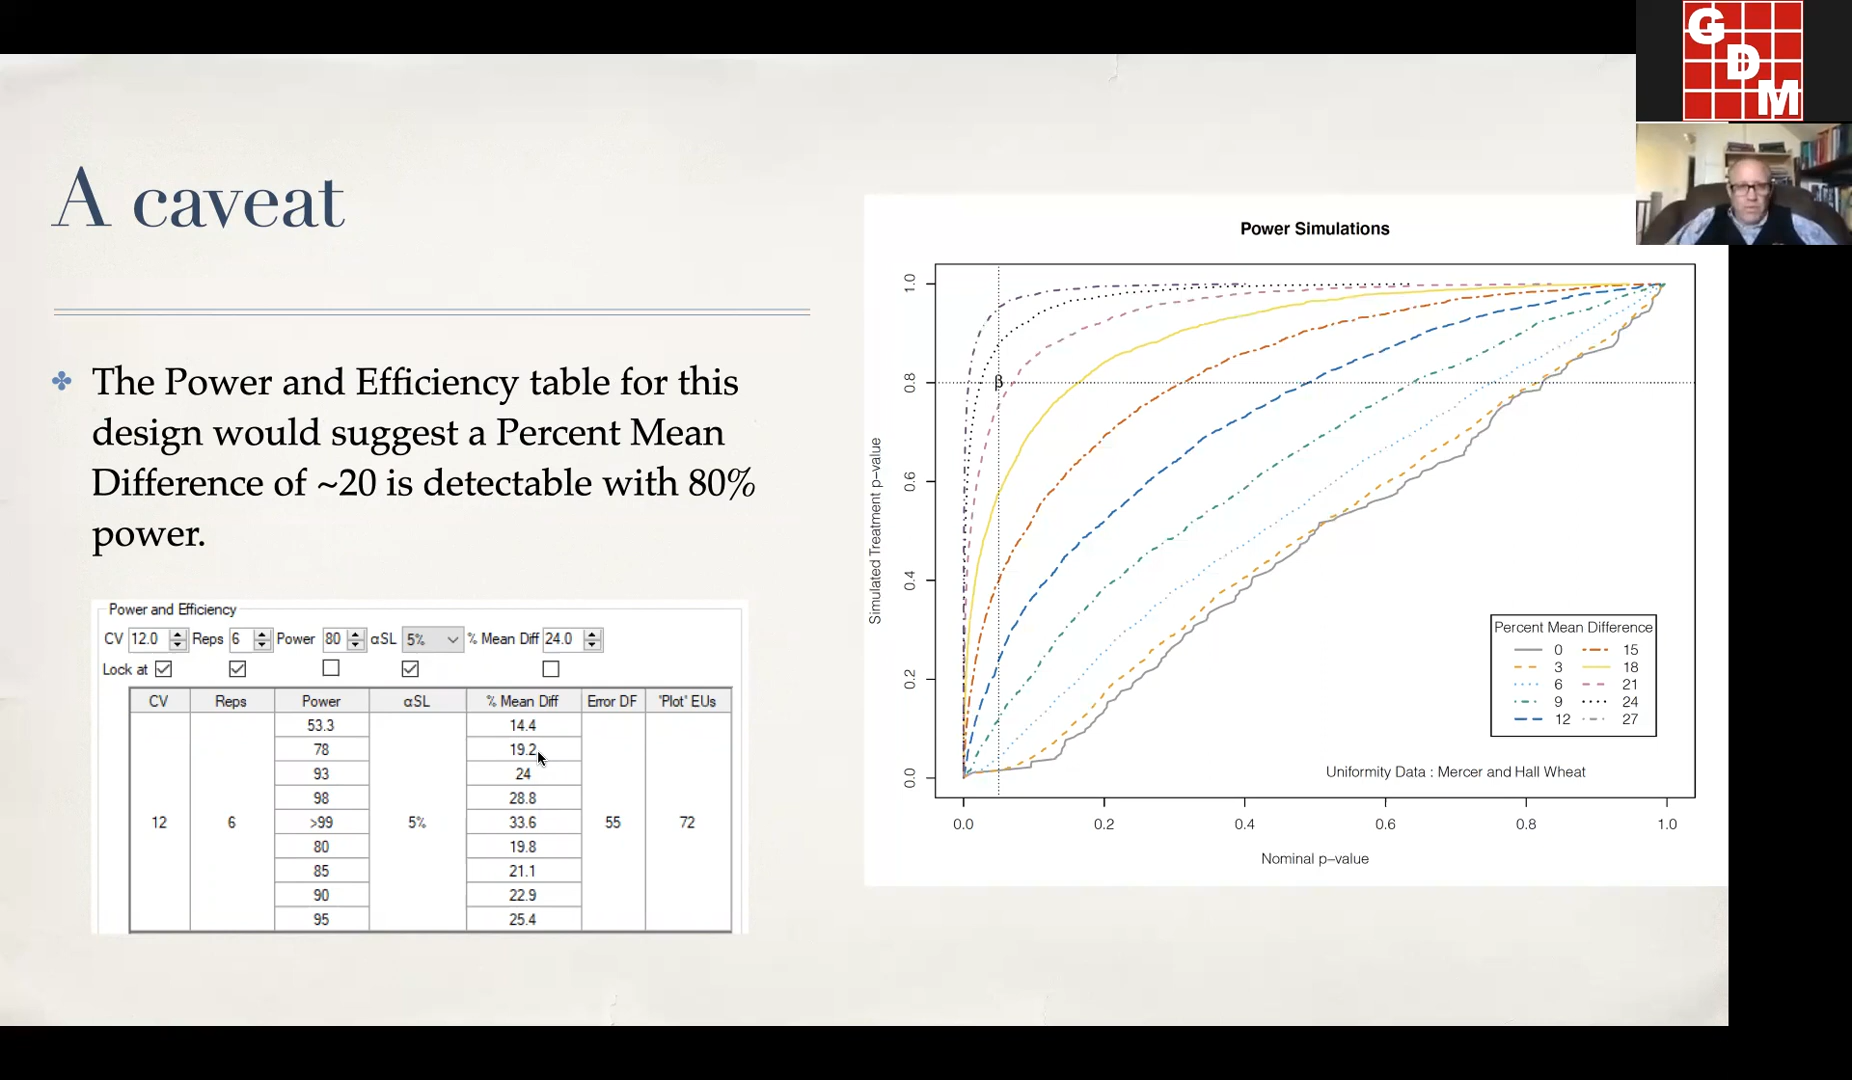 G
D
M
A caveat
The Power and Efficiency table for this
design would suggest a Percent Mean
Difference of ~20 is detectable with 80%
power.
Power and Efficiency
CV 12.0 Reps 6 Power 80 αSL 5% % Mean Diff 24.0
Lock at
CV Reps Power αSL % Mean Diff Error DF "Plot" EUs
53.3 14.4
78 19.2
93 24
98 28.8
12 6 >99 5% 33.6 55 72
80 19.8
85 21.1
90 22.9
95 25.4
Power Simulations
Simulated Treatment p–value
1.0
0.8
0.6
0.4
0.2
0.0
β
Percent Mean Difference
0 15
3 18
6 21
9 24
12 27
Uniformity Data : Mercer and Hall Wheat
0.0 0.2 0.4 0.6 0.8 1.0
Nominal p–value